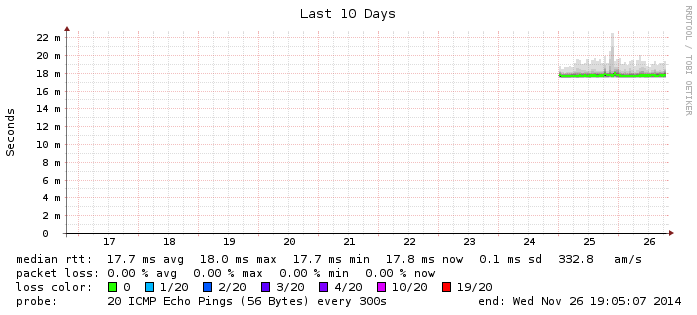 Last 10 Days
RRDTOOL / TOBI OETIKER
Seconds
22 m
20 m
18 m
16 m
14 m
12 m
10 m
8 m
6 m
4 m
2 m
0
17 18 19 20 21 22 23 24 25 26
median rtt: 17.7 ms avg 18.0 ms max 17.7 ms min 17.8 ms now 0.1 ms sd 332.8 am/s
packet loss: 0.00 % avg 0.00 % max 0.00 % min 0.00 % now
loss color: 0 1/20 2/20 3/20 4/20 10/20 19/20
probe: 20 ICMP Echo Pings (56 Bytes) every 300s end: Wed Nov 26 19:05:07 2014